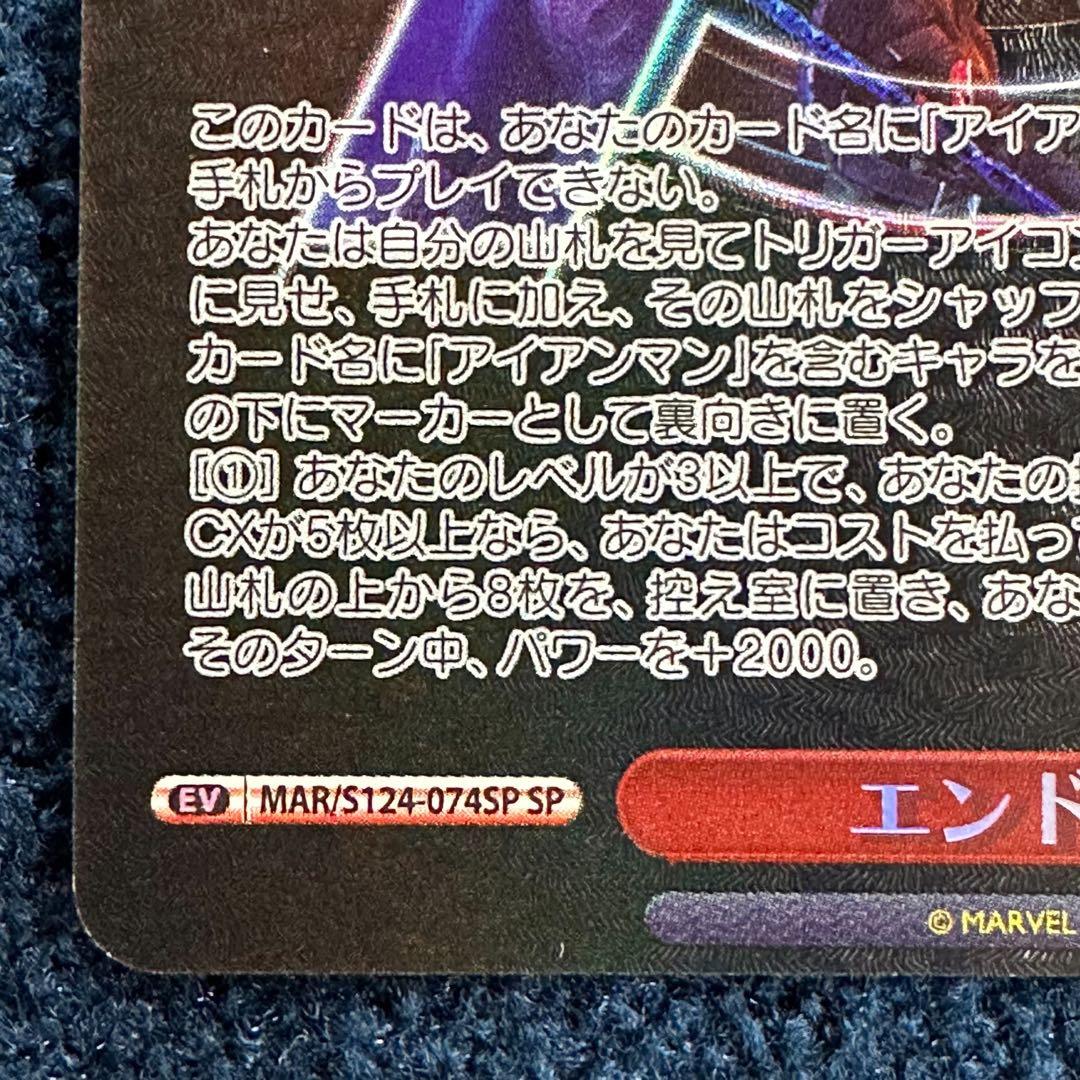 このカードは、あなたのカード名に「アイア
手札からプレイできない。
あなたは自分の山札を見てトリガーアイコン
に見せ、手札に加え、その山札をシャッフ
カード名に「アイアンマン」を含むキャラを
の下にマーカーとして裏向きに置く。
[①] あなたのレベルが3以上で、あなたの
CXが5枚以上なら、あなたはコストを払っ
山札の上から8枚を、控え室に置き、あな
そのターン中、パワーを＋2000。
EV MAR/S124-074SP SP
エンド
© MARVEL